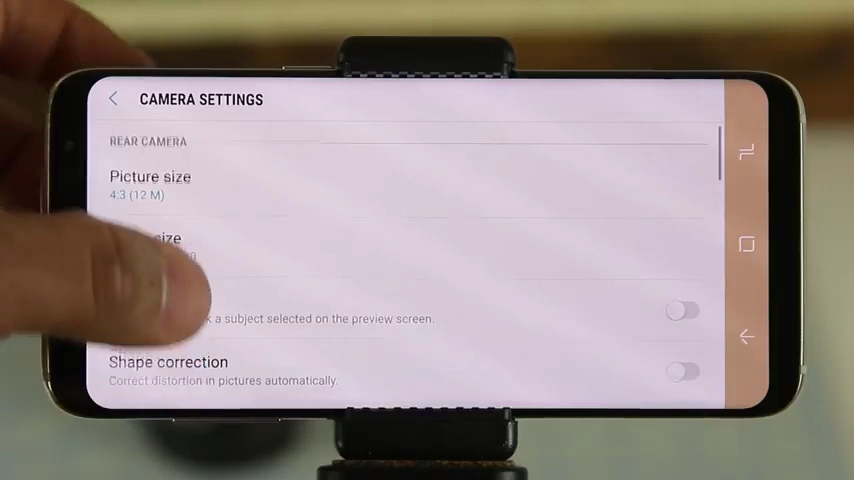 CAMERA SETTINGS
REAR CAMERA
Picture size
4:3 (12 M)
size
a subject selected on the preview screen.
Shape correction
Correct distortion in pictures automatically.